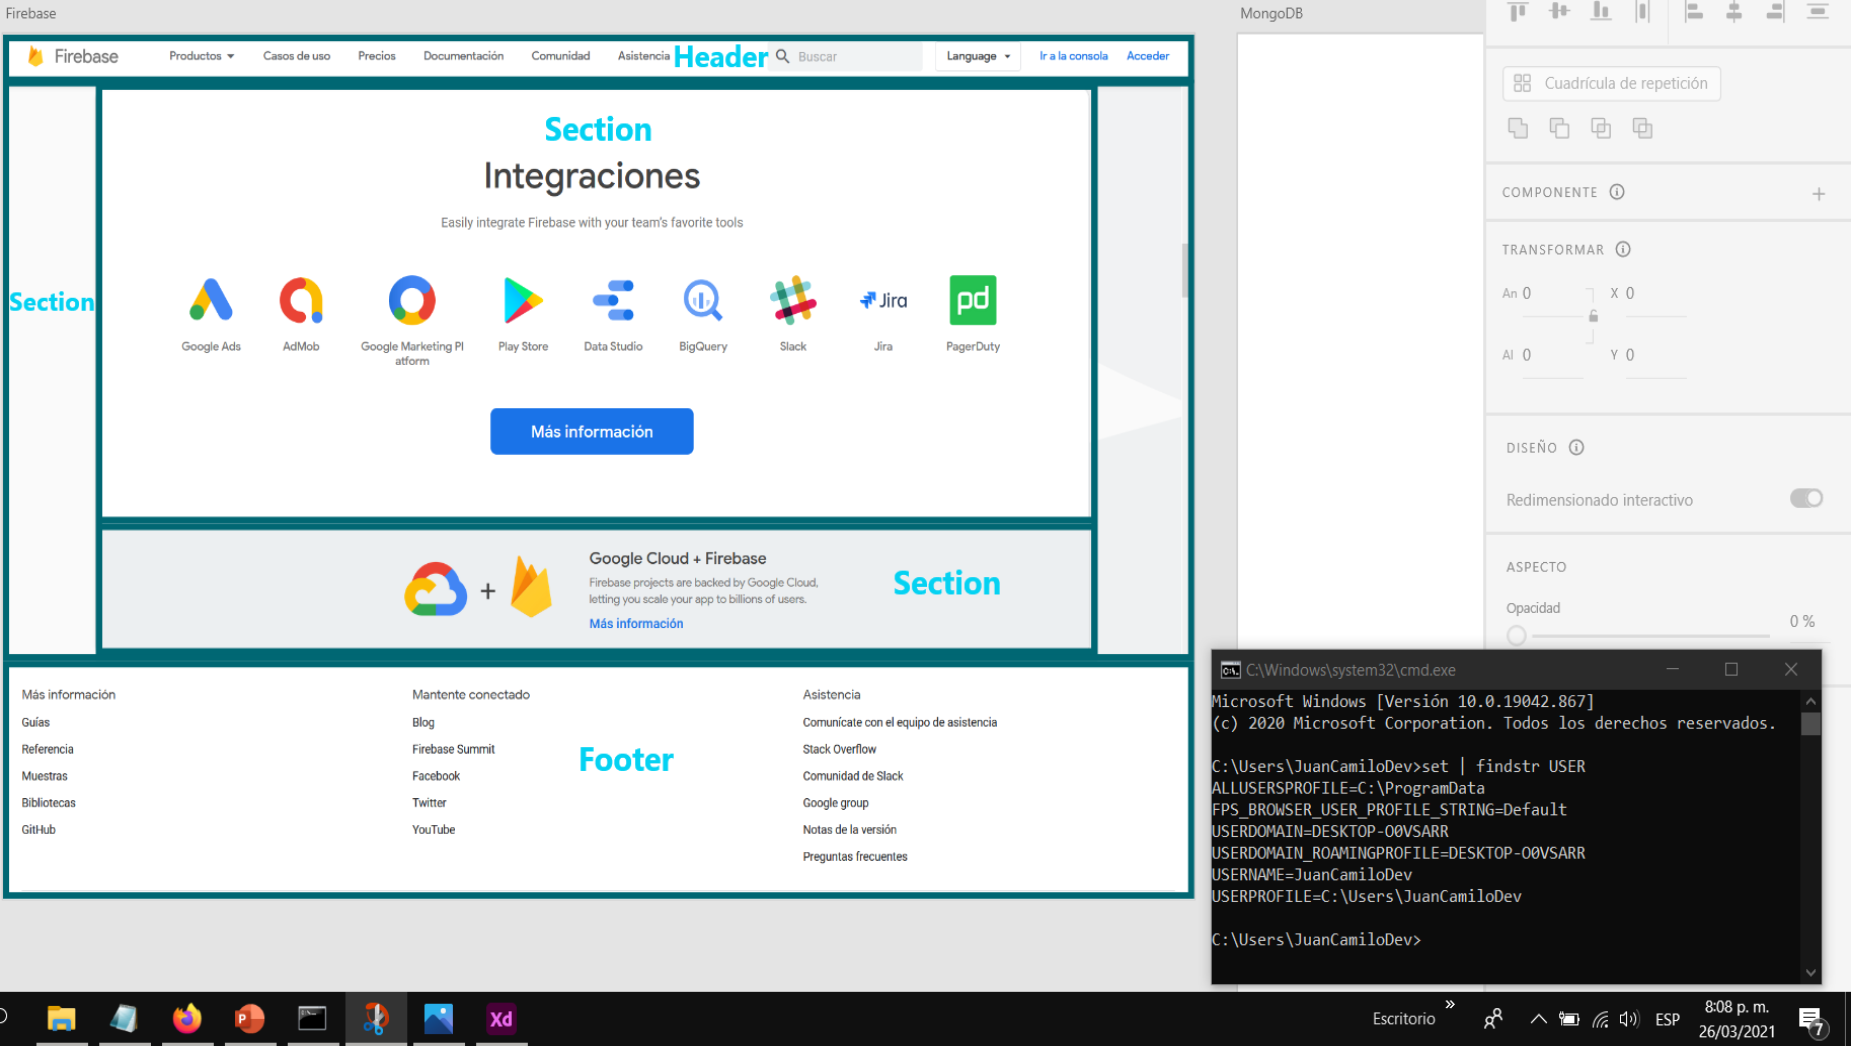 Firebase
MongoDB
Firebase
Productos
Casos de uso
Precios
Documentación
Comunidad
Asistencia
Header
Buscar
Language
Ir a la consola
Acceder
Section
Section
Integraciones
Easily integrate Firebase with your team's favorite tools
Jira
pd
Google Ads
AdMob
Google Marketing Pl
atform
Play Store
Data Studio
BigQuery
Slack
Jira
PagerDuty
Más información
Google Cloud + Firebase
Firebase projects are backed by Google Cloud,
letting you scale your app to billions of users.
Más información
Section
Más información
Guías
Referencia
Muestras
Bibliotecas
GitHub
Mantente conectado
Blog
Firebase Summit
Facebook
Twitter
YouTube
Footer
Asistencia
Comunícate con el equipo de asistencia
Stack Overflow
Comunidad de Slack
Google group
Notas de la versión
Preguntas frecuentes
Cuadrícula de repetición
COMPONENTE
TRANSFORMAR
An 0
X 0
Al 0
Y 0
DISEÑO
Redimensionado interactivo
ASPECTO
Opacidad
0 %
C:\Windows\system32\cmd.exe
Microsoft Windows [Versión 10.0.19042.867]
(c) 2020 Microsoft Corporation. Todos los derechos reservados.
C:\Users\JuanCamiloDev>set | findstr USER
ALLUSERSPROFILE=C:\ProgramData
FPS_BROWSER_USER_PROFILE_STRING=Default
USERDOMAIN=DESKTOP-O0VSARR
USERDOMAIN_ROAMINGPROFILE=DESKTOP-O0VSARR
USERNAME=JuanCamiloDev
USERPROFILE=C:\Users\JuanCamiloDev
C:\Users\JuanCamiloDev>
Xd
Escritorio
ESP
8:08 p. m.
26/03/2021
7